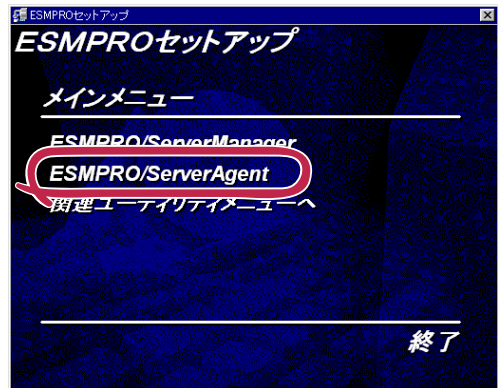 ESMPROセットアップ
ESMPROセットアップ
メインメニュー
ESMPRO/ServerManager
ESMPRO/ServerAgent
関連ユーティリティメニューへ
終了